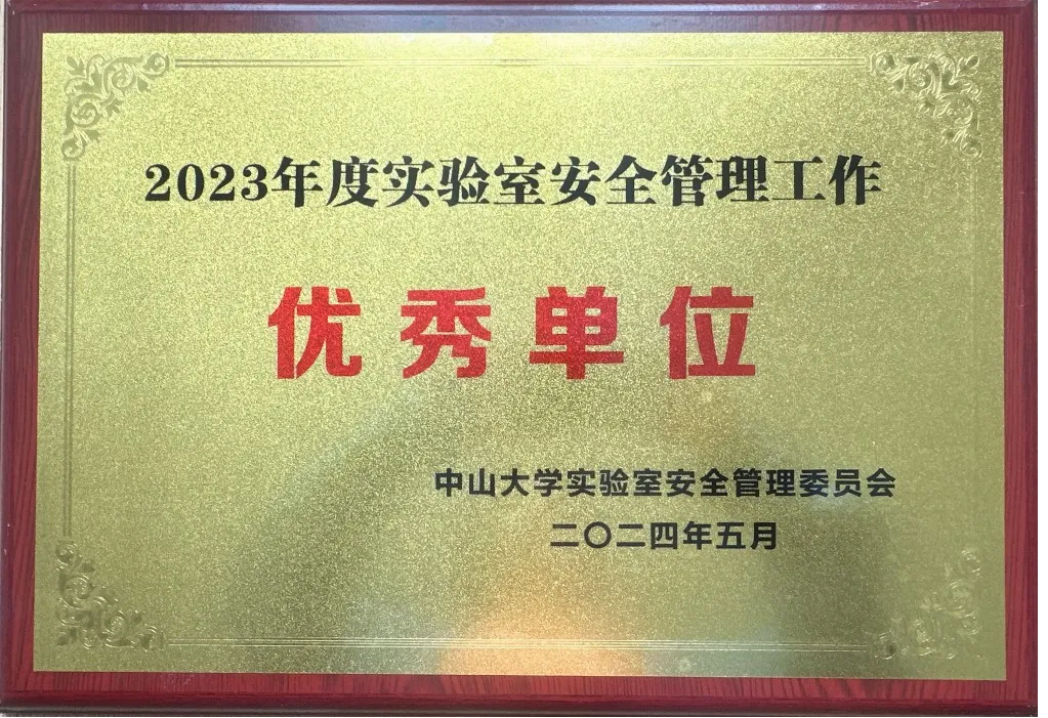 2023年度实验室安全管理工作
优秀单位
中山大学实验室安全管理委员会
二〇二四年五月